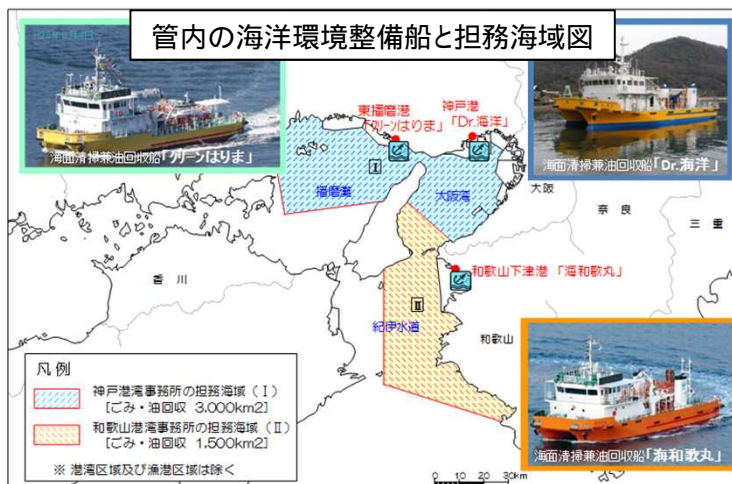 管内の海洋環境整備船と担務海域図
海面清掃兼油回収船「クリーンはりま」
東播磨港
「クリーンはりま」
神戸港
「Dr.海洋」
海面清掃兼油回収船「Dr.海洋」
Ⅰ
播磨灘
大阪湾
大阪
奈良
三重
和歌山下津港「海和歌丸」
香川
Ⅱ
紀伊水道
和歌山
凡例
神戸港湾事務所の担務海域(Ⅰ)
[ごみ・油回収 3,000km2]
和歌山港湾事務所の担務海域(Ⅱ)
[ごみ・油回収 1,500km2]
※ 港湾区域及び漁港区域は除く
0 10 20 30km
海面清掃兼油回収船「海和歌丸」